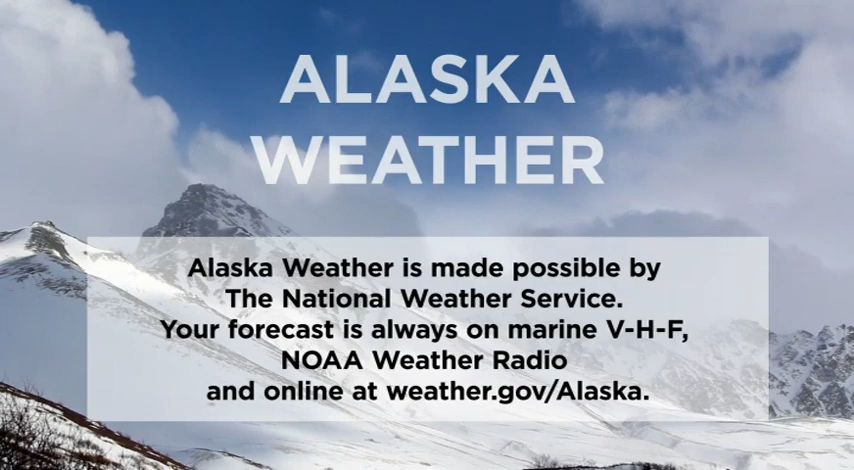 ALASKA
WEATHER
Alaska Weather is made possible by
The National Weather Service.
Your forecast is always on marine V-H-F,
NOAA Weather Radio
and online at weather.gov/Alaska.